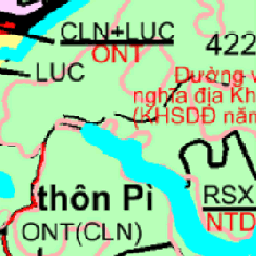 CLN+LUC
ONT
422
LUC
Đường v
nghĩa địa Kh
(KHSDĐ năm
thôn Pì
RSX
ONT(CLN)
NTD